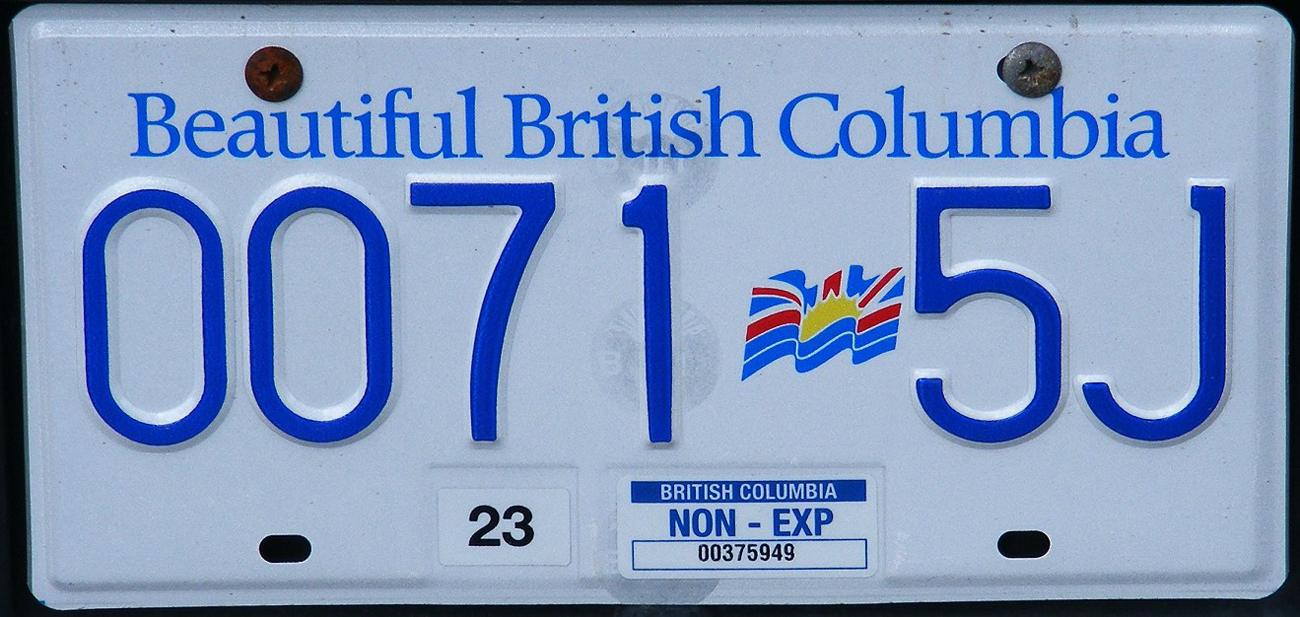 Beautiful British Columbia
0071 5J
23
BRITISH COLUMBIA
NON - EXP
00375949